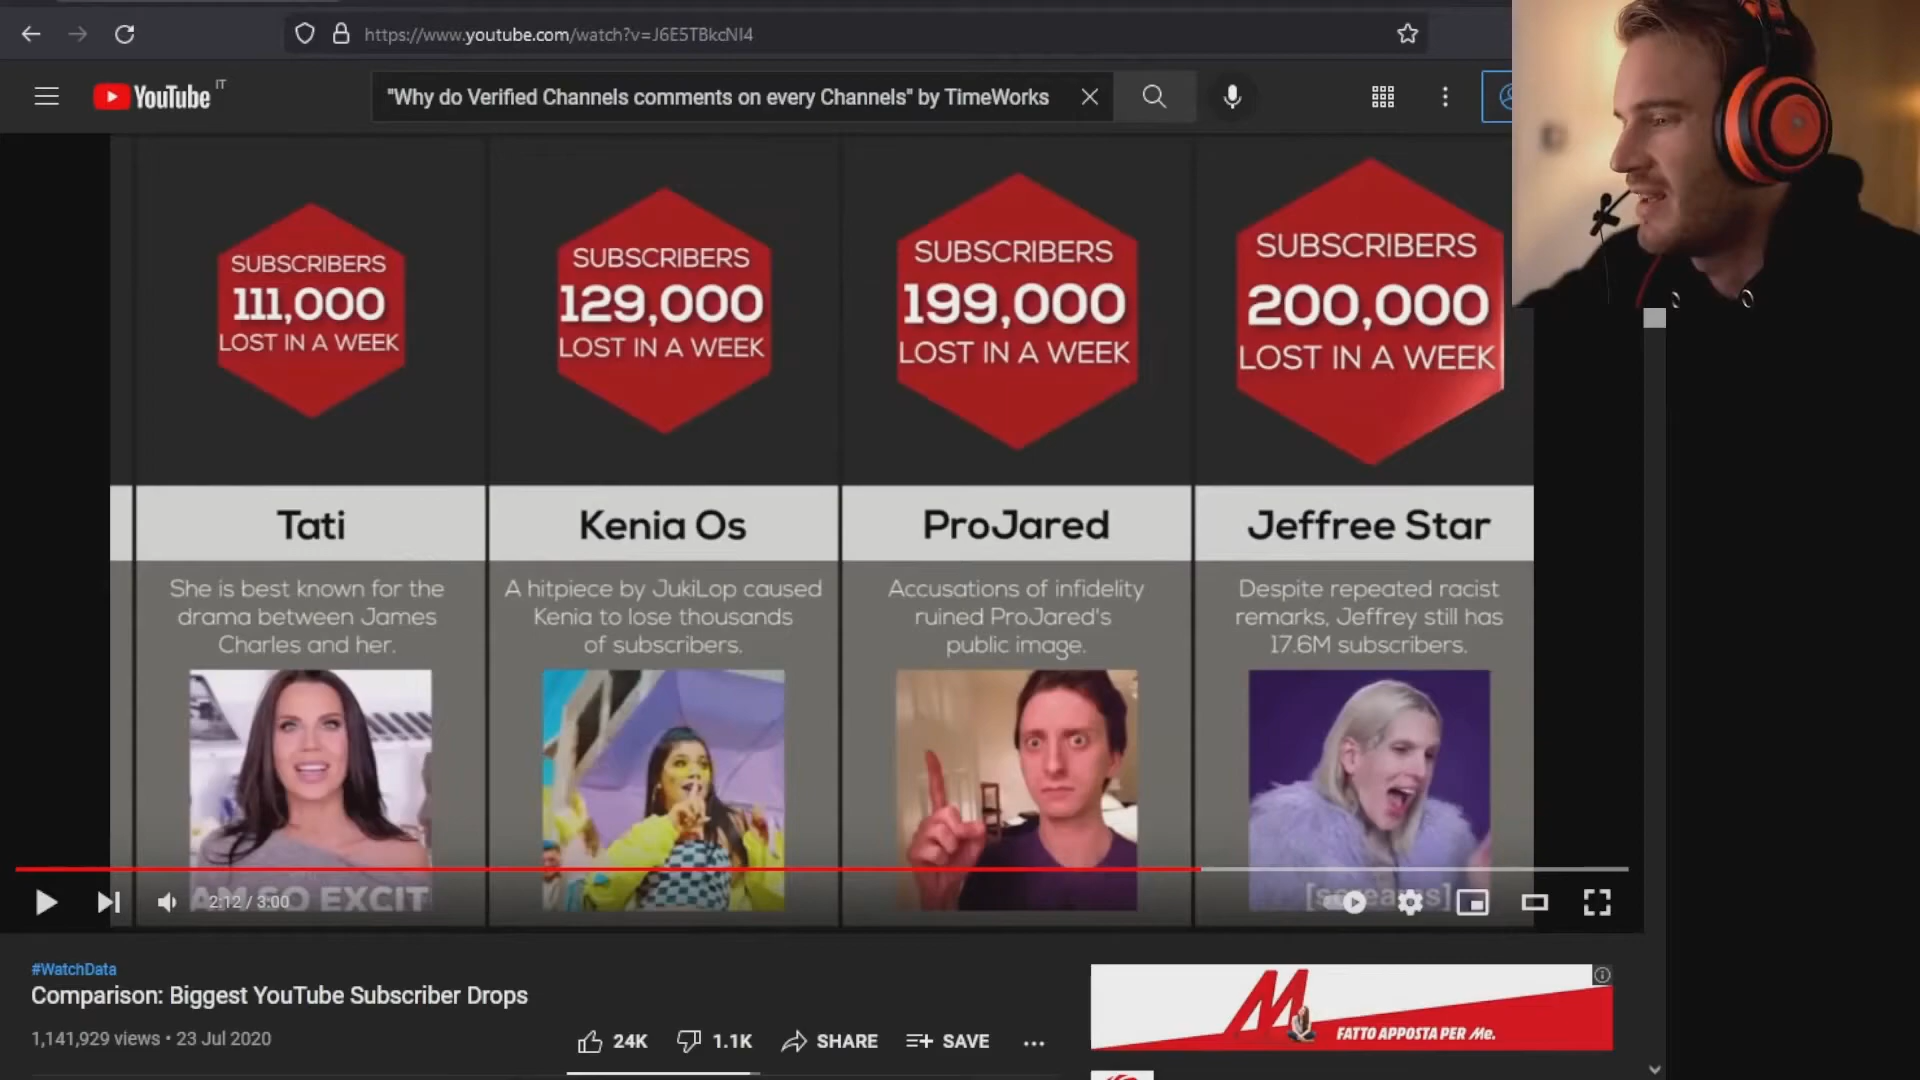 https://www.youtube.com/watch?v=J6E5TBkcNI4
YouTube IT
"Why do Verified Channels comments on every Channels" by TimeWorks
SUBSCRIBERS
111,000
LOST IN A WEEK
SUBSCRIBERS
129,000
LOST IN A WEEK
SUBSCRIBERS
199,000
LOST IN A WEEK
SUBSCRIBERS
200,000
LOST IN A WEEK
Tati
Kenia Os
ProJared
Jeffree Star
She is best known for the
drama between James
Charles and her.
A hitpiece by JukiLop caused
Kenia to lose thousands
of subscribers.
Accusations of infidelity
ruined ProJared's
public image.
Despite repeated racist
remarks, Jeffrey still has
17.6M subscribers.
AM SO EXCIT
[screams]
2:12 / 3:00
#WatchData
Comparison: Biggest YouTube Subscriber Drops
1,141,929 views • 23 Jul 2020
24K
1.1K
SHARE
SAVE
M
FATTO APPOSTA PER Me.